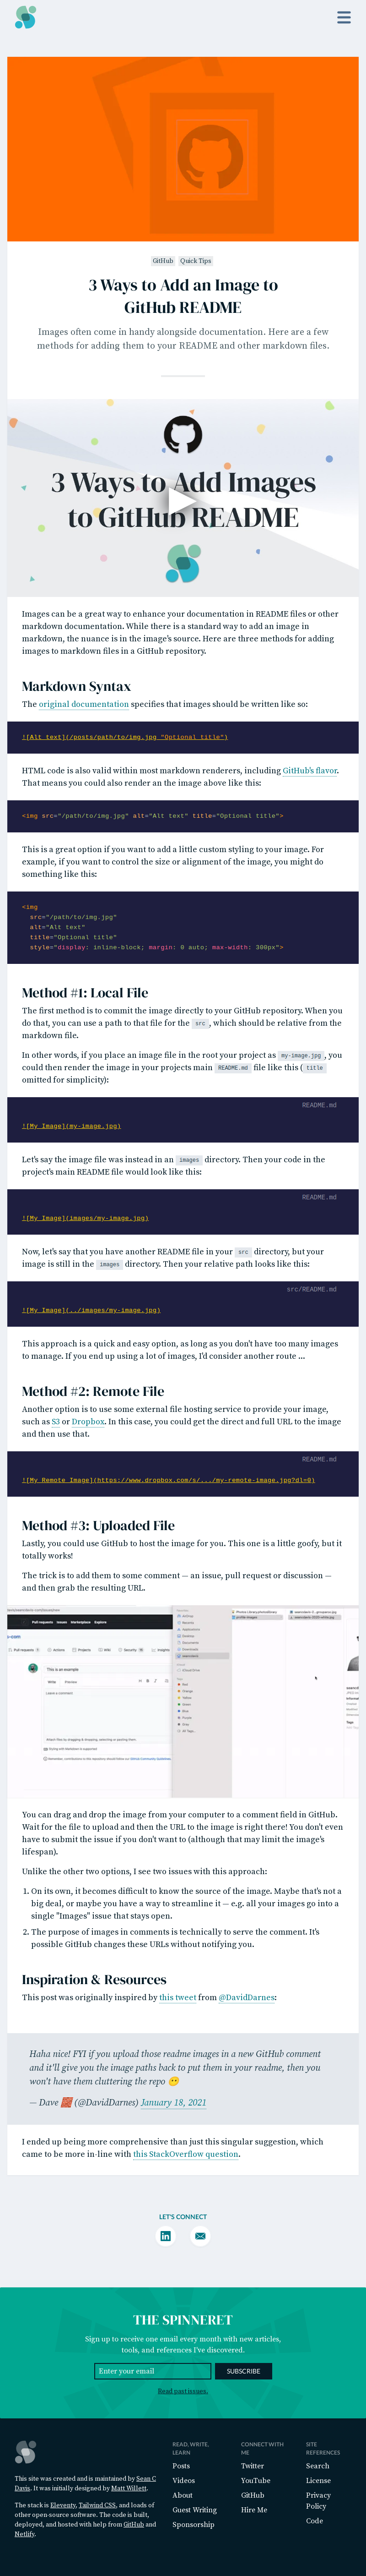 GitHub Quick Tips
3 Ways to Add an Image to
GitHub README
Images often come in handy alongside documentation. Here are a few
methods for adding them to your README and other markdown files.
3 Ways to Add Images
to GitHub README
Images can be a great way to enhance your documentation in README files or other
markdown documentation. While there is a standard way to add an image in
markdown, the nuance is in the image's source. Here are three methods for adding
images to markdown files in a GitHub repository.
Markdown Syntax
The original documentation specifies that images should be written like so:
![Alt text](/posts/path/to/img.jpg "Optional title")
HTML code is also valid within most markdown renderers, including GitHub's flavor.
That means you could also render an the image above like this:
<img src="/path/to/img.jpg" alt="Alt text" title="Optional title">
This is a great option if you want to add a little custom styling to your image. For
example, if you want to control the size or alignment of the image, you might do
something like this:
<img
src="/path/to/img.jpg"
alt="Alt text"
title="Optional title"
style="display: inline-block; margin: 0 auto; max-width: 300px">
Method #1: Local File
The first method is to commit the image directly to your GitHub repository. When you
do that, you can use a path to that file for the src, which should be relative from the
markdown file.
In other words, if you place an image file in the root your project as my-image.jpg, you
could then render the image in your projects main README.md file like this (title
omitted for simplicity):
README.md
![My Image](my-image.jpg)
Let's say the image file was instead in an images directory. Then your code in the
project's main README file would look like this:
README.md
![My Image](images/my-image.jpg)
Now, let's say that you have another README file in your src directory, but your
image is still in the images directory. Then your relative path looks like this:
src/README.md
![My Image](../images/my-image.jpg)
This approach is a quick and easy option, as long as you don't have too many images
to manage. If you end up using a lot of images, I'd consider another route ...
Method #2: Remote File
Another option is to use some external file hosting service to provide your image,
such as S3 or Dropbox. In this case, you could get the direct and full URL to the image
and then use that.
README.md
![My Remote Image](https://www.dropbox.com/s/.../my-remote-image.jpg?dl=0)
Method #3: Uploaded File
Lastly, you could use GitHub to host the image for you. This one is a little goofy, but it
totally works!
The trick is to add them to some comment — an issue, pull request or discussion —
and then grab the resulting URL.
This is an example
Leave a comment
You can drag and drop the image from your computer to a comment field in GitHub.
Wait for the file to upload and then the URL to the image is right there! You don't even
have to submit the issue if you don't want to (although that may limit the image's
lifespan).
Unlike the other two options, I see two issues with this approach:
1. On its own, it becomes difficult to know the source of the image. Maybe that's not a
big deal, or maybe you have a way to streamline it — e.g. all your images go into a
single "Images" issue that stays open.
2. The purpose of images in comments is technically to serve the comment. It's
possible GitHub changes these URLs without notifying you.
Inspiration & Resources
This post was originally inspired by this tweet from @DavidDarnes:
Haha nice! FYI if you upload those readme images in a new GitHub comment
and it'll give you the image paths back to put them in your readme, then you
won't have them cluttering the repo 😶
— Dave 🧱 (@DavidDarnes) January 18, 2021
I ended up being more comprehensive than just this singular suggestion, which
came to be more in-line with this StackOverflow question.
LET'S CONNECT
THE SPINNERET
Sign up to receive one email every month with new articles,
tools, and references I've discovered.
Enter your email SUBSCRIBE
Read past issues.
This site was created and is maintained by Sean C
Davis. It was initially designed by Matt Willett.
The stack is Eleventy, Tailwind CSS, and loads of
other open-source software. The code is built,
deployed, and hosted with help from GitHub and
Netlify.
READ, WRITE,
LEARN
Posts
Videos
About
Guest Writing
Sponsorship
CONNECT WITH
ME
Twitter
YouTube
GitHub
Hire Me
SITE
REFERENCES
Search
License
Privacy
Policy
Code